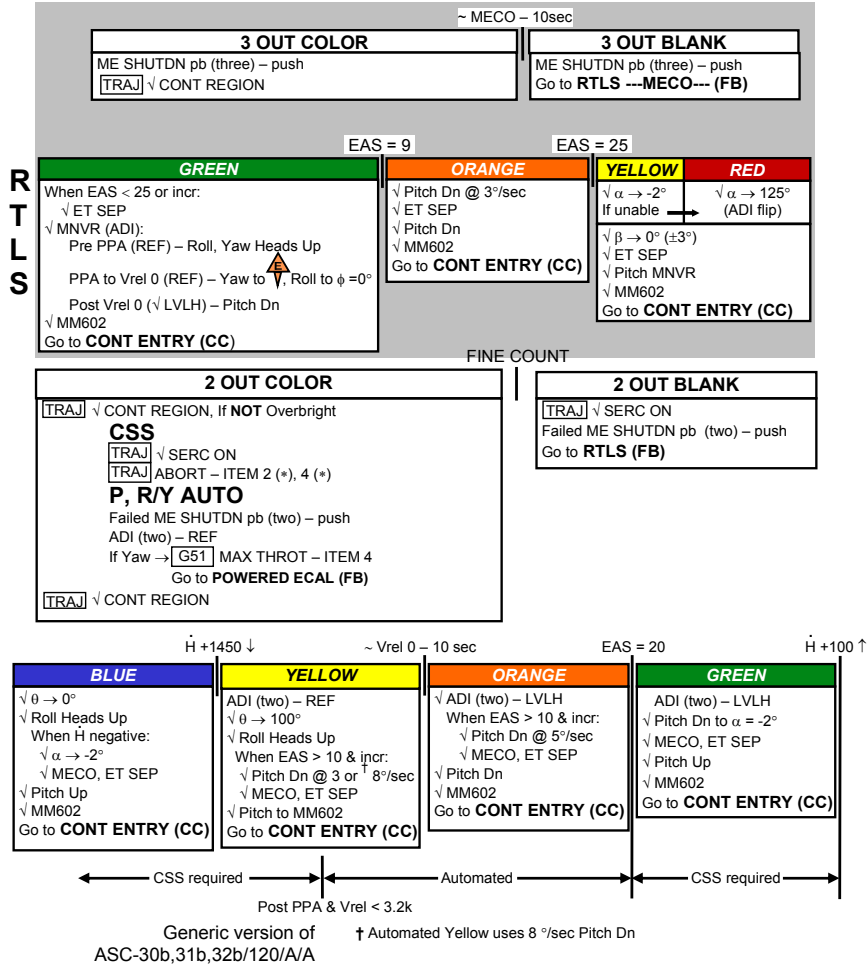 ~ MECO – 10sec
3 OUT COLOR
ME SHUTDN pb (three) – push
TRAJ √ CONT REGION
3 OUT BLANK
ME SHUTDN pb (three) – push
Go to RTLS ---MECO--- (FB)
RTLS
EAS = 9
EAS = 25
GREEN
When EAS < 25 or incr:
√ ET SEP
√ MNVR (ADI):
Pre PPA (REF) – Roll, Yaw Heads Up
PPA to Vrel 0 (REF) – Yaw to E, Roll to ϕ =0°
Post Vrel 0 (√ LVLH) – Pitch Dn
√ MM602
Go to CONT ENTRY (CC)
ORANGE
√ Pitch Dn @ 3°/sec
√ ET SEP
√ Pitch Dn
√ MM602
Go to CONT ENTRY (CC)
YELLOW
RED
√ α → -2°
If unable →
√ α → 125°
(ADI flip)
√ β → 0° (±3°)
√ ET SEP
√ Pitch MNVR
√ MM602
Go to CONT ENTRY (CC)
FINE COUNT
2 OUT COLOR
TRAJ √ CONT REGION, If NOT Overbright
CSS
TRAJ √ SERC ON
TRAJ ABORT – ITEM 2 (∗), 4 (∗)
P, R/Y AUTO
Failed ME SHUTDN pb (two) – push
ADI (two) – REF
If Yaw → G51 MAX THROT – ITEM 4
Go to POWERED ECAL (FB)
TRAJ √ CONT REGION
2 OUT BLANK
TRAJ √ SERC ON
Failed ME SHUTDN pb (two) – push
Go to RTLS (FB)
Ḣ +1450 ↓
~ Vrel 0 – 10 sec
EAS = 20
Ḣ +100 ↑
BLUE
√ θ → 0°
√ Roll Heads Up
When Ḣ negative:
√ α → -2°
√ MECO, ET SEP
√ Pitch Up
√ MM602
Go to CONT ENTRY (CC)
YELLOW
ADI (two) – REF
√ θ → 100°
√ Roll Heads Up
When EAS > 10 & incr:
√ Pitch Dn @ 3 or † 8°/sec
√ MECO, ET SEP
√ Pitch to MM602
Go to CONT ENTRY (CC)
ORANGE
√ ADI (two) – LVLH
When EAS > 10 & incr:
√ Pitch Dn @ 5°/sec
√ MECO, ET SEP
√ Pitch Dn
√ MM602
Go to CONT ENTRY (CC)
GREEN
ADI (two) – LVLH
√ Pitch Dn to α = -2°
√ MECO, ET SEP
√ Pitch Up
√ MM602
Go to CONT ENTRY (CC)
CSS required
Automated
CSS required
Post PPA & Vrel < 3.2k
Generic version of
ASC-30b,31b,32b/120/A/A
† Automated Yellow uses 8 °/sec Pitch Dn